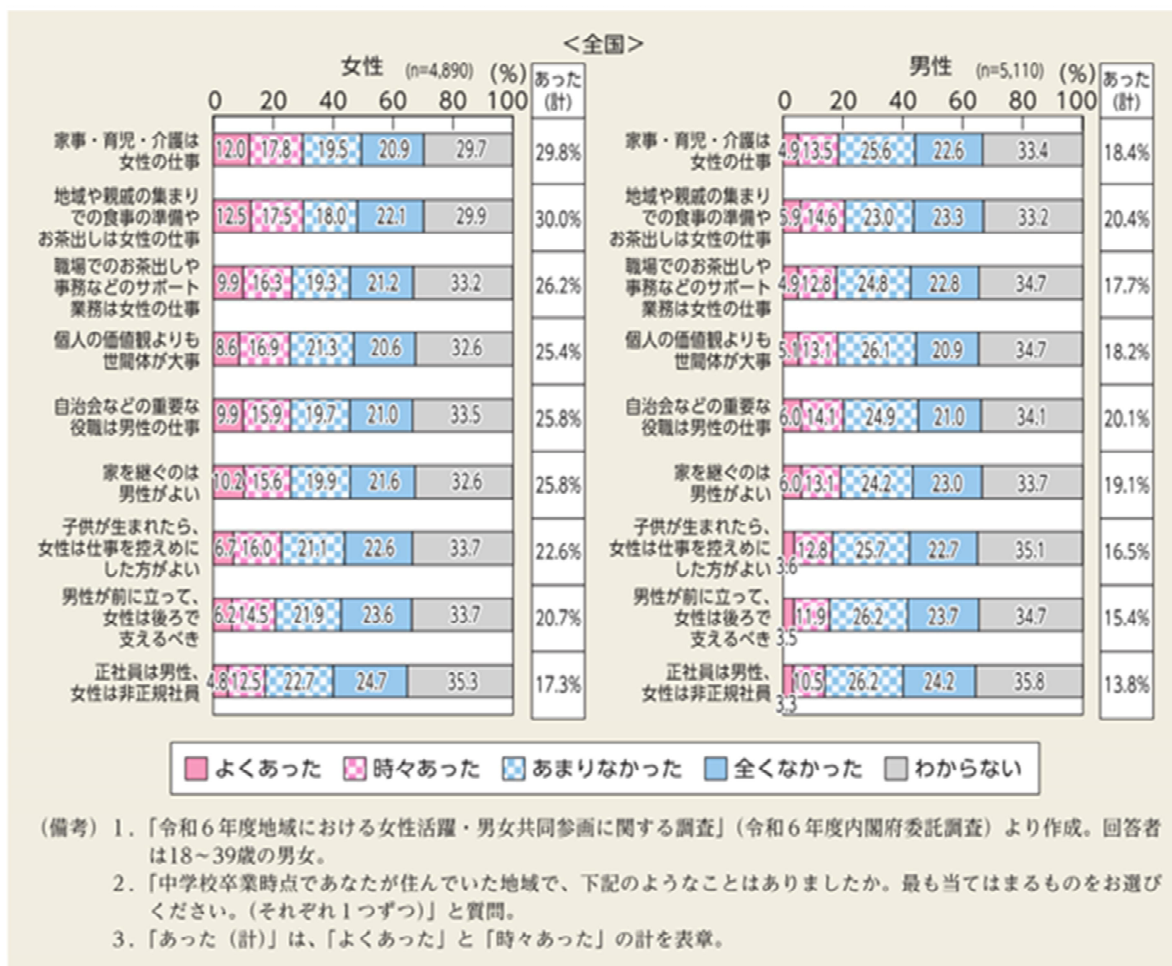 <全国>
女性 (n=4,890) (%) あった(計)
0 20 40 60 80 100
家事・育児・介護は
女性の仕事
12.0 17.8 19.5 20.9 29.7 29.8%
地域や親戚の集まり
での食事の準備や
お茶出しは女性の仕事
12.5 17.5 18.0 22.1 29.9 30.0%
職場でのお茶出しや
事務などのサポート
業務は女性の仕事
9.9 16.3 19.3 21.2 33.2 26.2%
個人の価値観よりも
世間体が大事
8.6 16.9 21.3 20.6 32.6 25.4%
自治会などの重要な
役職は男性の仕事
9.9 15.9 19.7 21.0 33.5 25.8%
家を継ぐのは
男性がよい
10.2 15.6 19.9 21.6 32.6 25.8%
子供が生まれたら、
女性は仕事を控えめに
した方がよい
6.7 16.0 21.1 22.6 33.7 22.6%
男性が前に立って、
女性は後ろで
支えるべき
6.2 14.5 21.9 23.6 33.7 20.7%
正社員は男性、
女性は非正規社員
4.8 12.5 22.7 24.7 35.3 17.3%
男性 (n=5,110) (%) あった(計)
0 20 40 60 80 100
家事・育児・介護は
女性の仕事
4.9 13.5 25.6 22.6 33.4 18.4%
地域や親戚の集まり
での食事の準備や
お茶出しは女性の仕事
5.9 14.6 23.0 23.3 33.2 20.4%
職場でのお茶出しや
事務などのサポート
業務は女性の仕事
4.9 12.8 24.8 22.8 34.7 17.7%
個人の価値観よりも
世間体が大事
5.1 13.1 26.1 20.9 34.7 18.2%
自治会などの重要な
役職は男性の仕事
6.0 14.1 24.9 21.0 34.1 20.1%
家を継ぐのは
男性がよい
6.0 13.1 24.2 23.0 33.7 19.1%
子供が生まれたら、
女性は仕事を控えめに
した方がよい
3.6 12.8 25.7 22.7 35.1 16.5%
男性が前に立って、
女性は後ろで
支えるべき
3.5 11.9 26.2 23.7 34.7 15.4%
正社員は男性、
女性は非正規社員
3.3 10.5 26.2 24.2 35.8 13.8%
よくあった 時々あった あまりなかった 全くなかった わからない
(備考)1.「令和6年度地域における女性活躍・男女共同参画に関する調査」(令和6年度内閣府委託調査)より作成。回答者
は18~39歳の男女。
2.「中学校卒業時点であなたが住んでいた地域で、下記のようなことはありましたか。最も当てはまるものをお選び
ください。(それぞれ1つずつ)」と質問。
3.「あった(計)」は、「よくあった」と「時々あった」の計を表章。